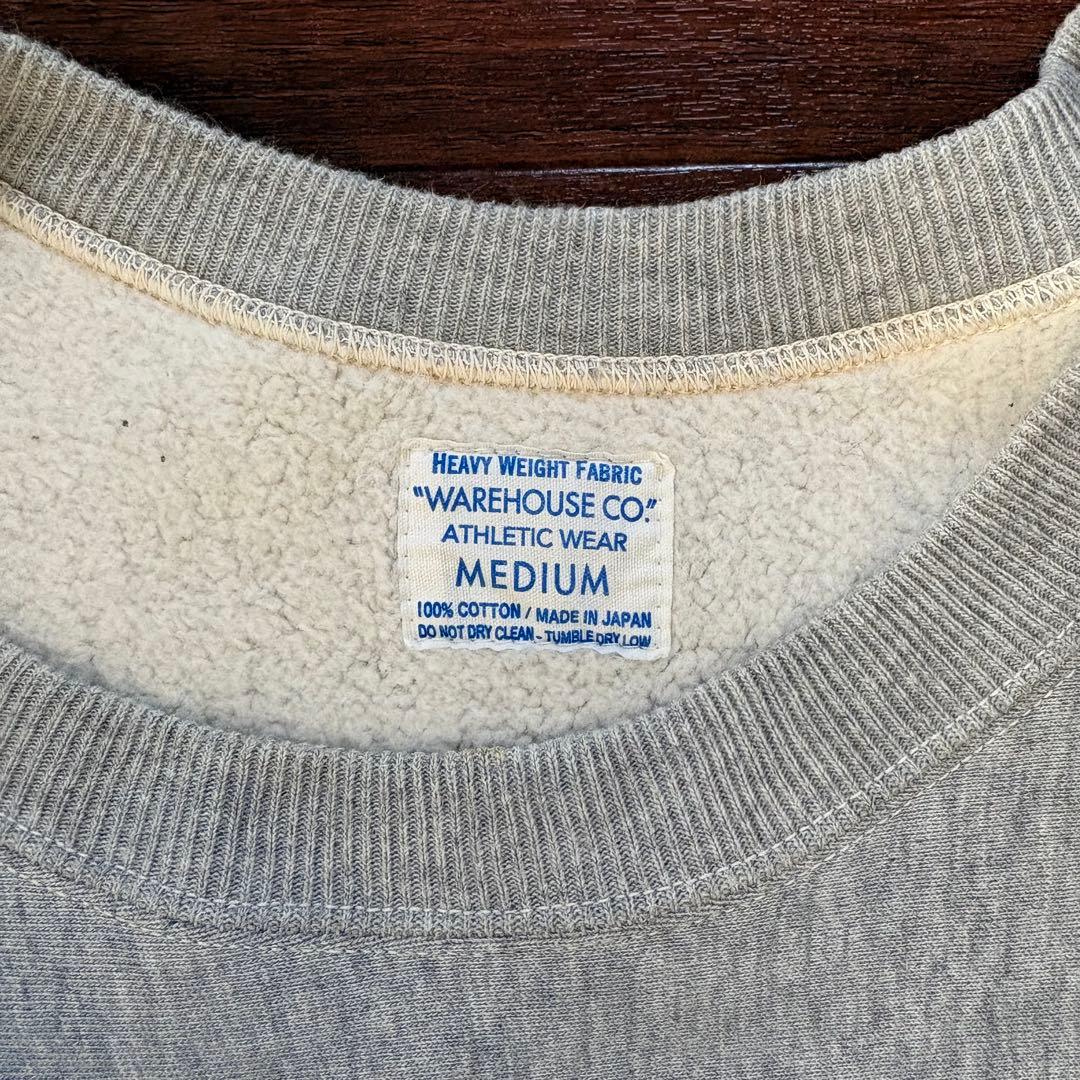 HEAVY WEIGHT FABRIC
"WAREHOUSE CO."
ATHLETIC WEAR
MEDIUM
100% COTTON / MADE IN JAPAN
DO NOT DRY CLEAN - TUMBLE DRY LOW